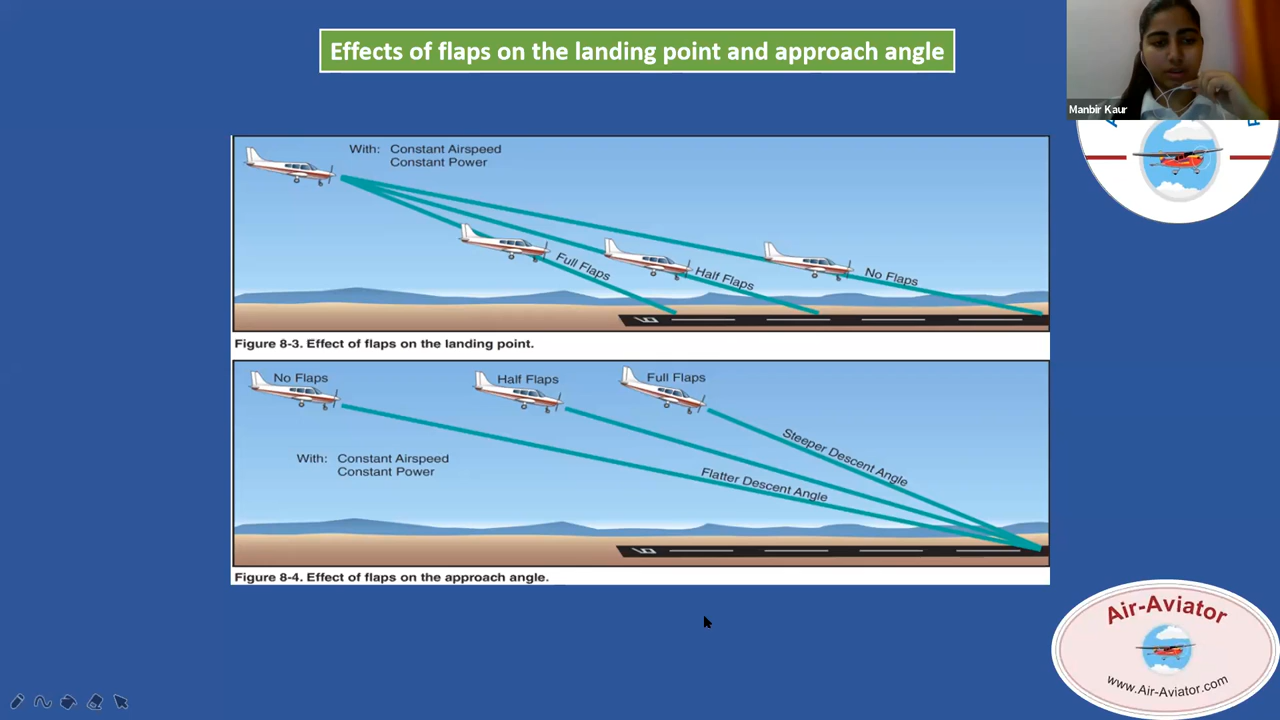 Effects of flaps on the landing point and approach angle
Manbir Kaur
With: Constant Airspeed
Constant Power
Full Flaps
Half Flaps
No Flaps
Figure 8-3. Effect of flaps on the landing point.
No Flaps
Half Flaps
Full Flaps
Steeper Descent Angle
With: Constant Airspeed
Constant Power
Flatter Descent Angle
Figure 8-4. Effect of flaps on the approach angle.
Air-Aviator
www.Air-Aviator.com